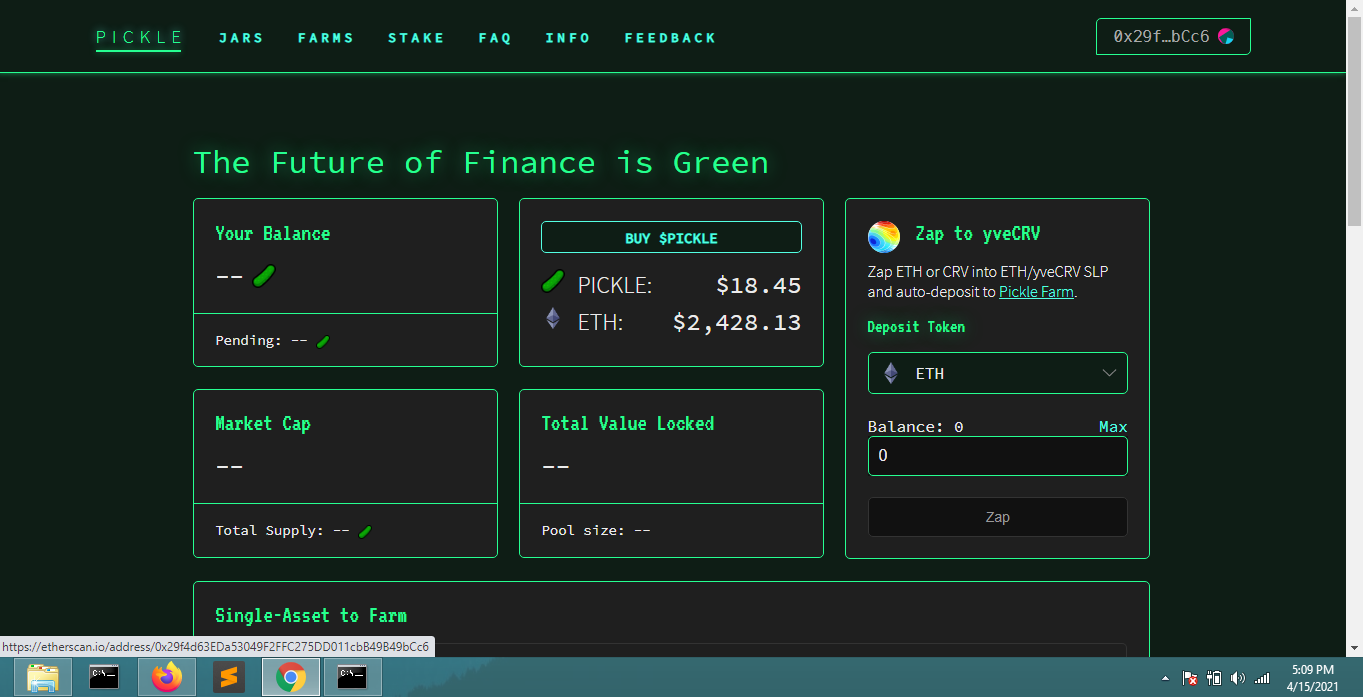 PICKLE JARS FARMS STAKE FAQ INFO FEEDBACK 0x29f…bCc6
The Future of Finance is Green
Your Balance
--
Pending: --
BUY $PICKLE
PICKLE: $18.45
ETH: $2,428.13
Zap to yveCRV
Zap ETH or CRV into ETH/yveCRV SLP
and auto-deposit to Pickle Farm.
Deposit Token
ETH
Balance: 0 Max
0
Zap
Market Cap
--
Total Supply: --
Total Value Locked
--
Pool size: --
Single-Asset to Farm
https://etherscan.io/address/0x29f4d63EDa53049F2FFC275DD011cbB49B49bCc6
C:\_
C:\_
5:09 PM
4/15/2021